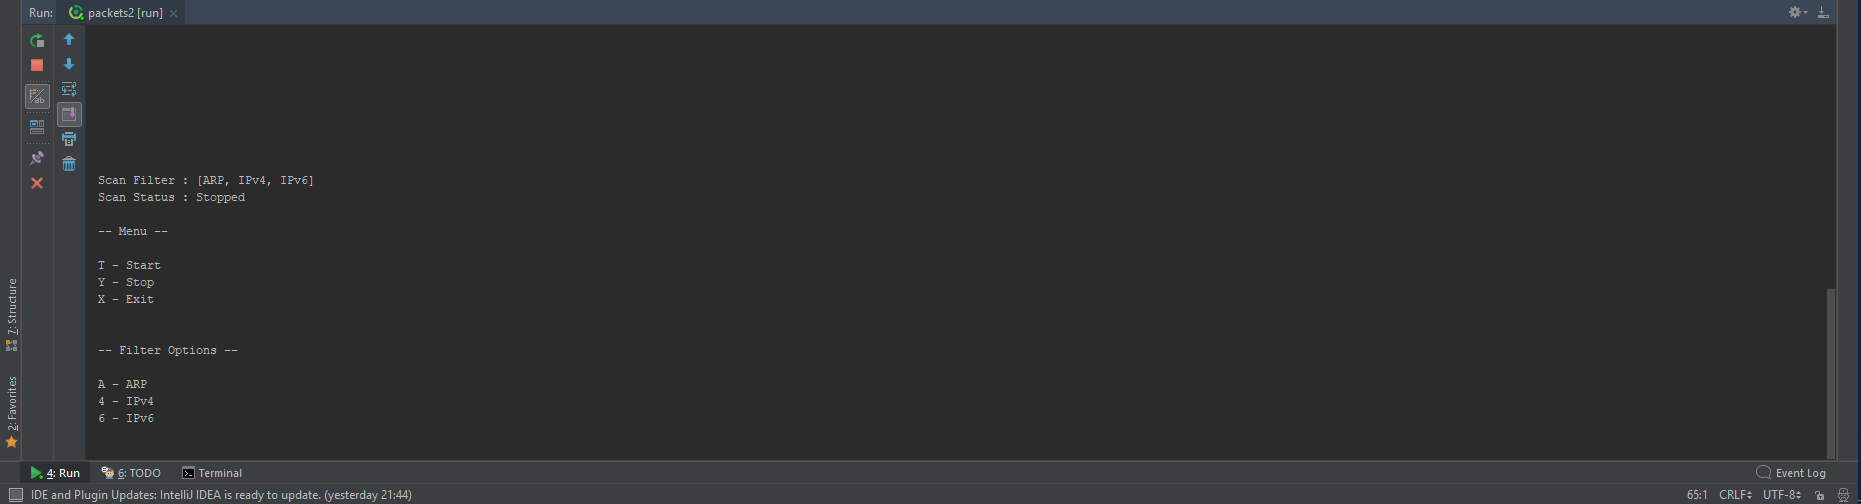 Run: packets2 [run]
Scan Filter : [ARP, IPv4, IPv6]
Scan Status : Stopped
-- Menu --
T - Start
Y - Stop
X - Exit
-- Filter Options --
A - ARP
4 - IPv4
6 - IPv6
7: Structure
2: Favorites
4: Run 6: TODO Terminal Event Log
IDE and Plugin Updates: IntelliJ IDEA is ready to update. (yesterday 21:44) 65:1 CRLF UTF-8